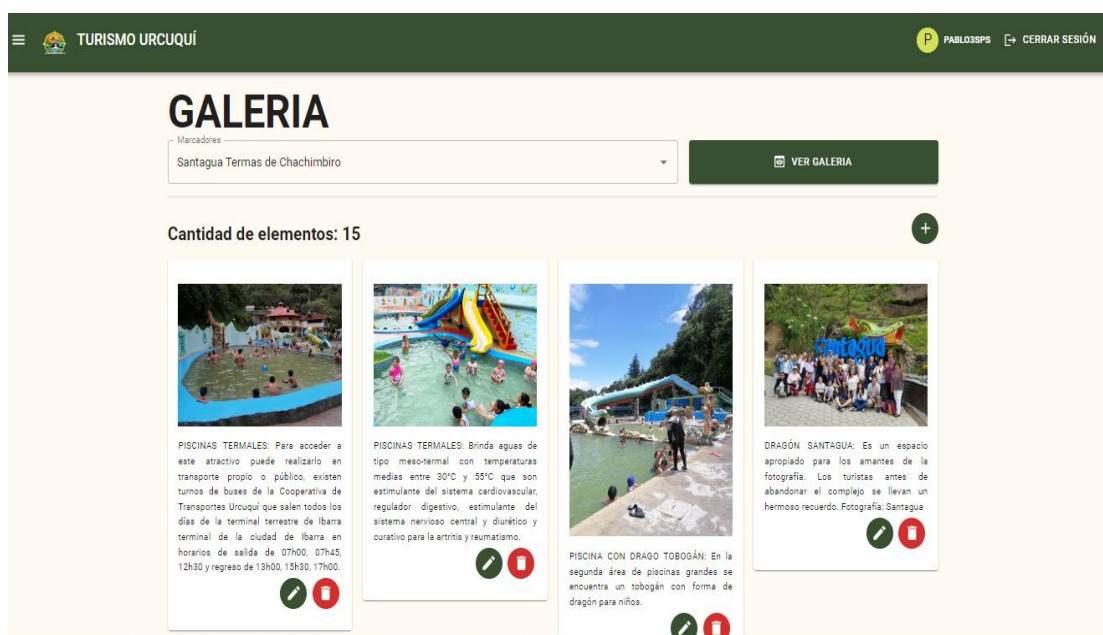 TURISMO URCUQUÍ
P PABLO3SPS CERRAR SESIÓN
GALERIA
Marcadores
Santagua Termas de Chachimbiro
VER GALERIA
Cantidad de elementos: 15
PISCINAS TERMALES: Para acceder a
este atractivo puede realizarlo en
transporte propio o público, existen
turnos de buses de la Cooperativa de
Transportes Urcuquí que salen todos los
días de la terminal terrestre de Ibarra
terminal de la ciudad de Ibarra en
horarios de salida de 07h00, 07h45,
12h30 y regreso de 13h00, 15h30, 17h00.
PISCINAS TERMALES: Brinda aguas de
tipo meso-termal con temperaturas
medias entre 30°C y 55°C que son
estimulante del sistema cardiovascular,
regulador digestivo, estimulante del
sistema nervioso central y diurético y
curativo para la artritis y reumatismo.
PISCINA CON DRAGO TOBOGÁN: En la
segunda área de piscinas grandes se
encuentra un tobogán con forma de
dragón para niños.
Santagua
DRAGÓN SANTAGUA: Es un espacio
apropiado para los amantes de la
fotografía. Los turistas antes de
abandonar el complejo se llevan un
hermoso recuerdo. Fotografía: Santagua